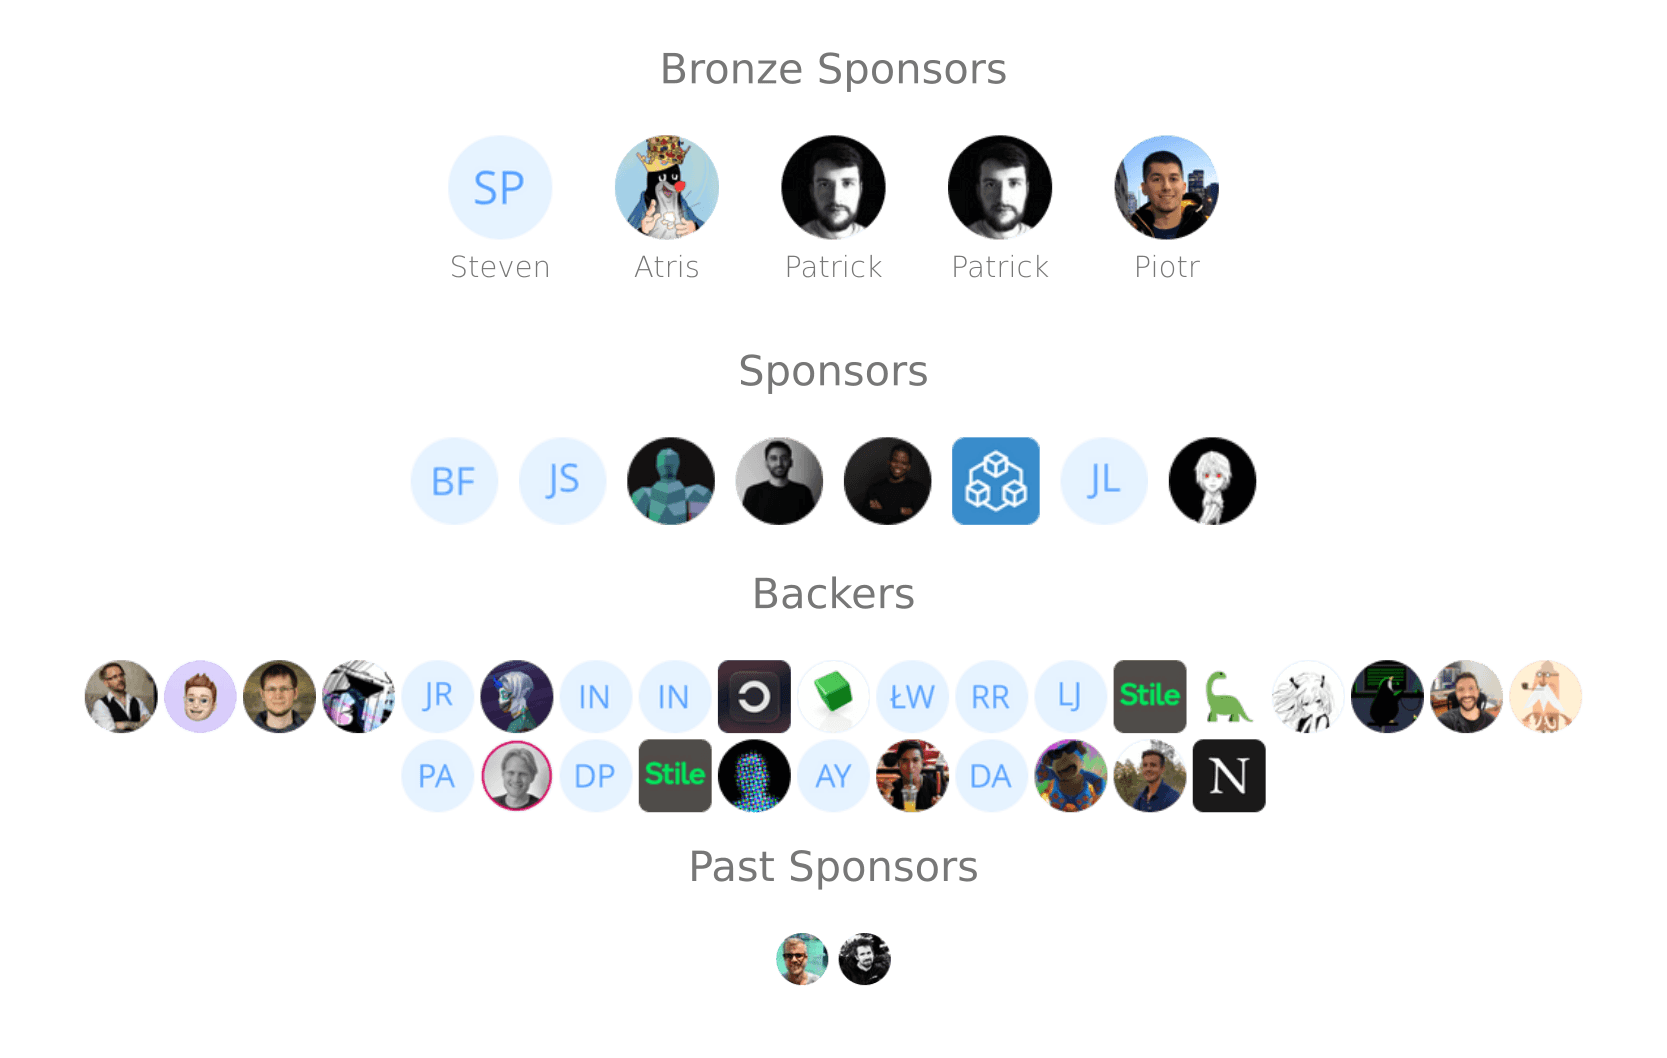 Bronze Sponsors
SP
Steven Atris Patrick Patrick Piotr
Sponsors
BF JS JL
Backers
JR IN IN ŁW RR LJ Stile
PA DP Stile AY DA N
Past Sponsors